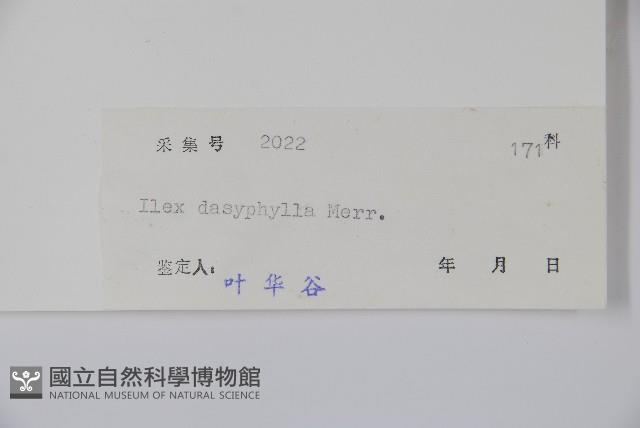 采集号 2022 171科
Ilex dasyphylla Merr.
鉴定人: 叶华谷 年 月 日
國立自然科學博物館
NATIONAL MUSEUM OF NATURAL SCIENCE